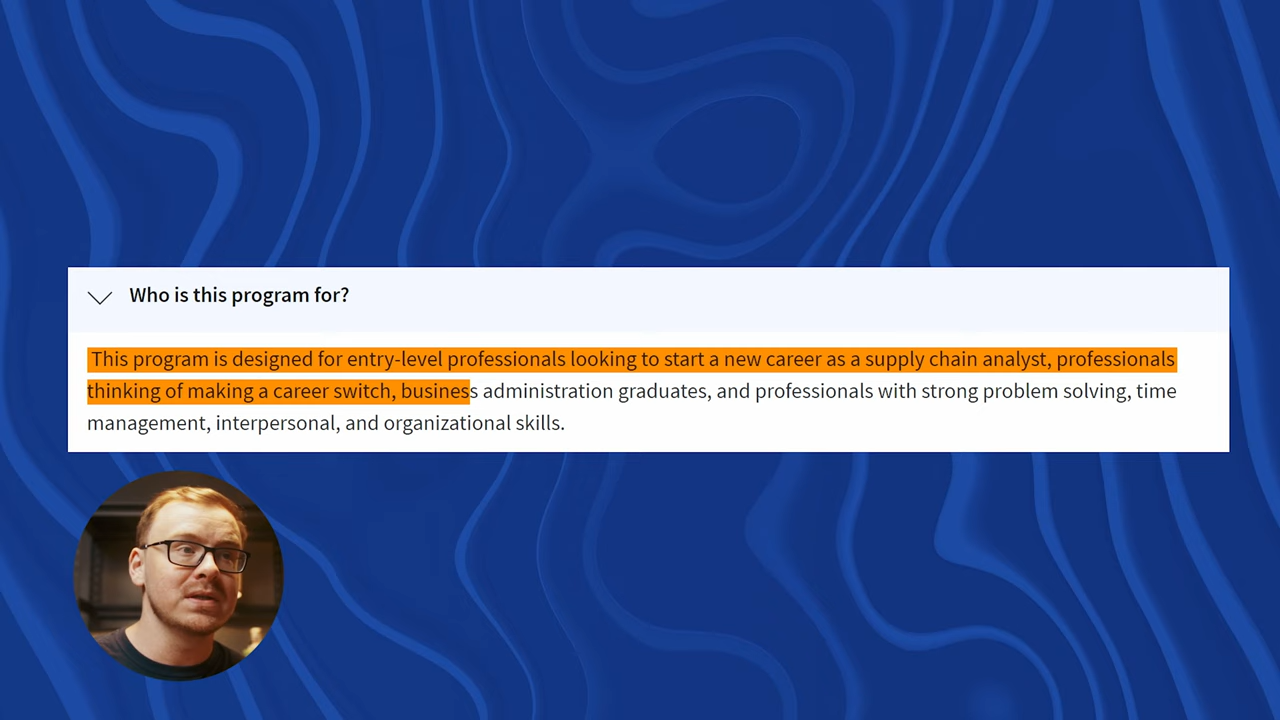 Who is this program for?
This program is designed for entry-level professionals looking to start a new career as a supply chain analyst, professionals
thinking of making a career switch, business administration graduates, and professionals with strong problem solving, time
management, interpersonal, and organizational skills.